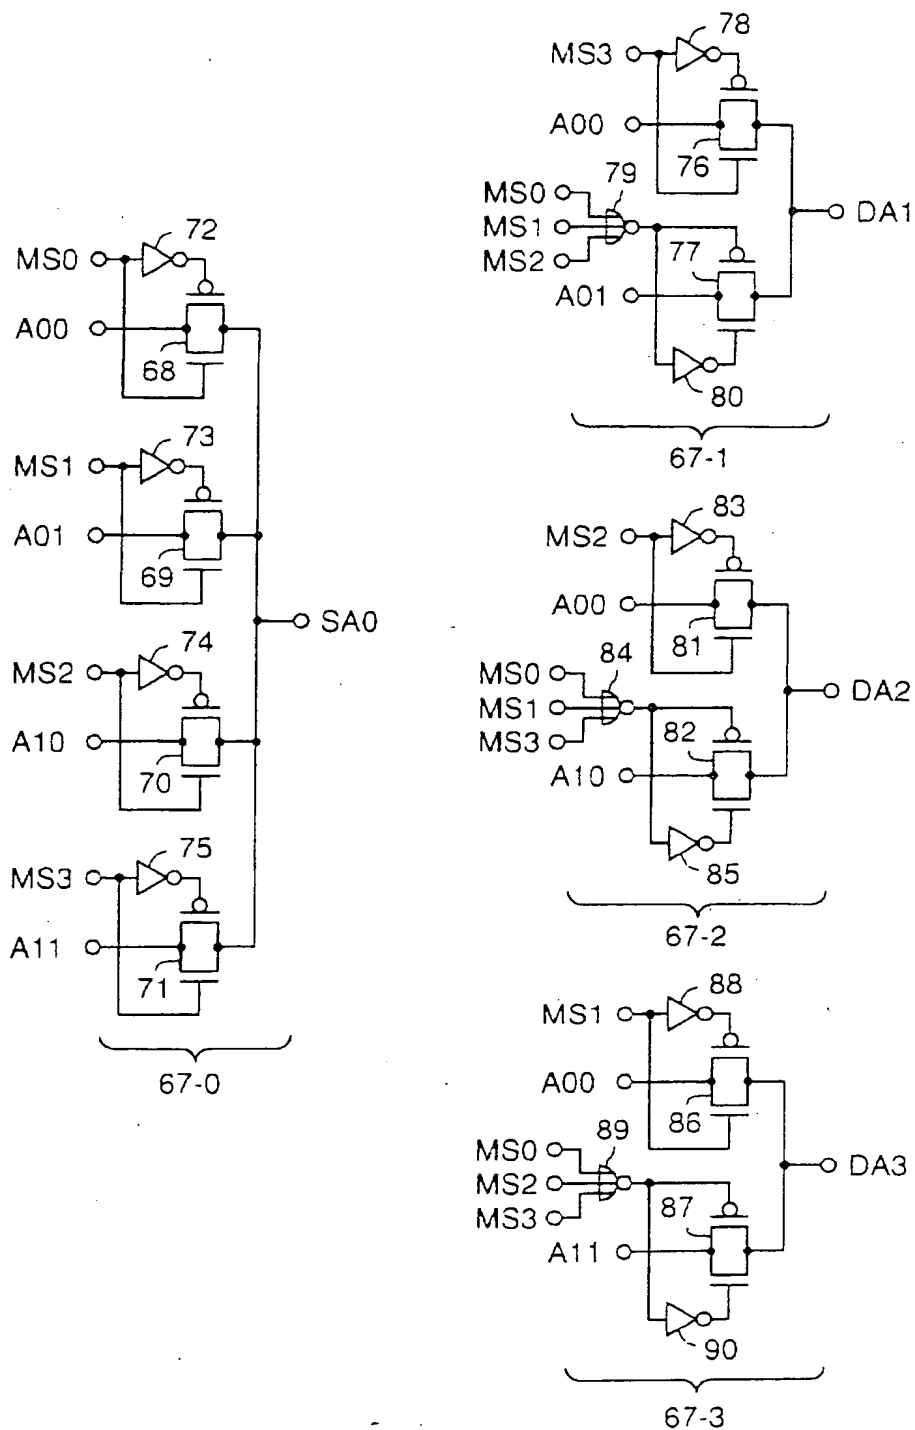 72
MS0
A00
68
73
MS1
A01
69
SA0
74
MS2
A10
70
75
MS3
A11
71
67-0
78
MS3
A00
76
79
MS0
MS1
MS2
DA1
77
A01
80
67-1
83
MS2
A00
81
84
MS0
MS1
MS3
DA2
82
A10
85
67-2
88
MS1
A00
86
89
MS0
MS2
MS3
DA3
87
A11
90
67-3